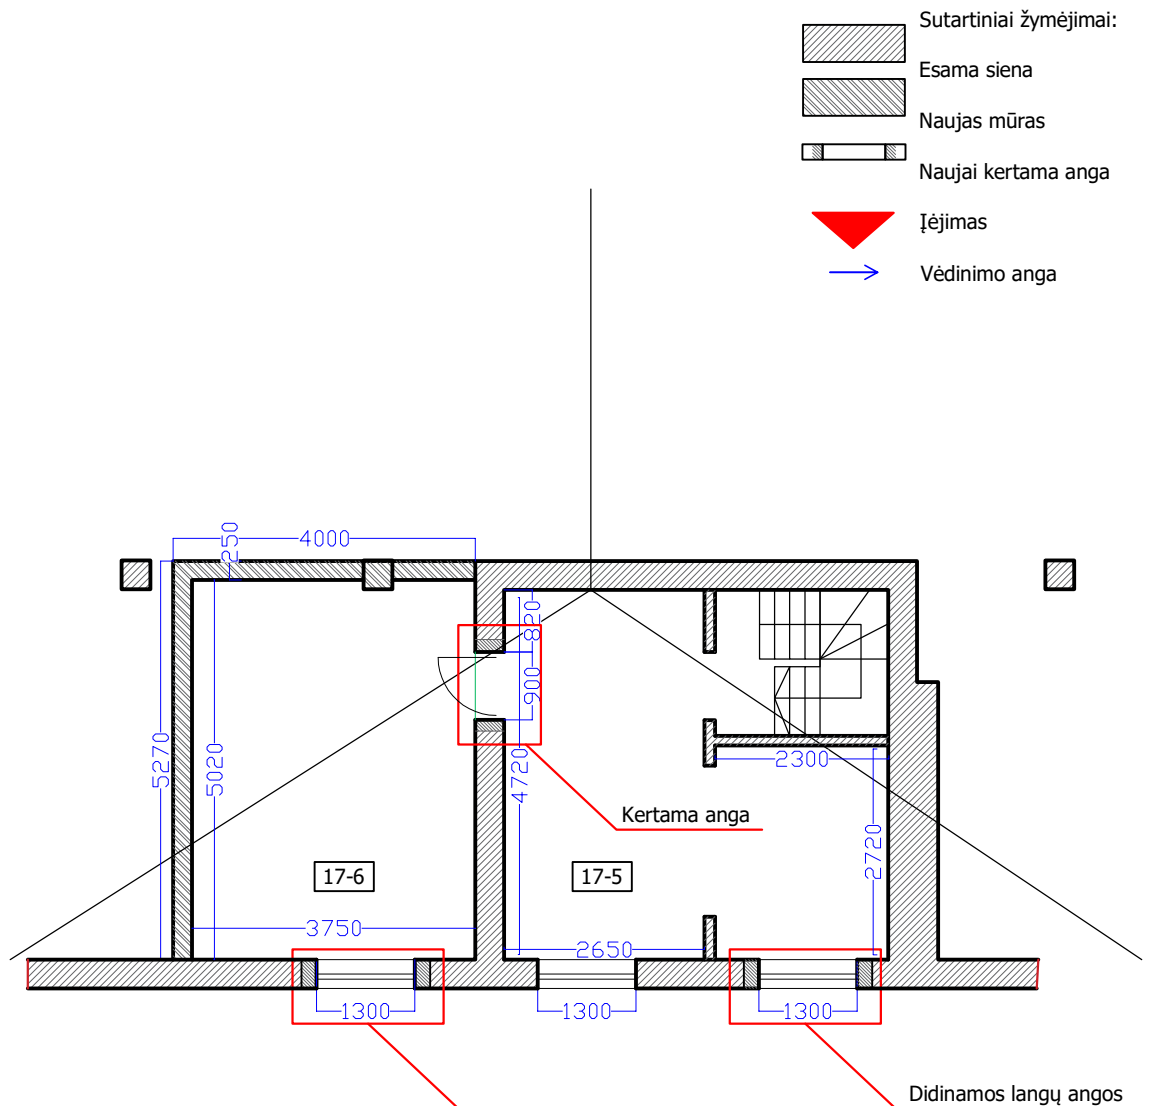 Sutartiniai žymėjimai:
Esama siena
Naujas mūras
Naujai kertama anga
Įėjimas
Vėdinimo anga
4000
250
820
900
5270
5020
4720
2300
Kertama anga
2720
17-6
17-5
3750
2650
1300
1300
1300
Didinamos langų angos